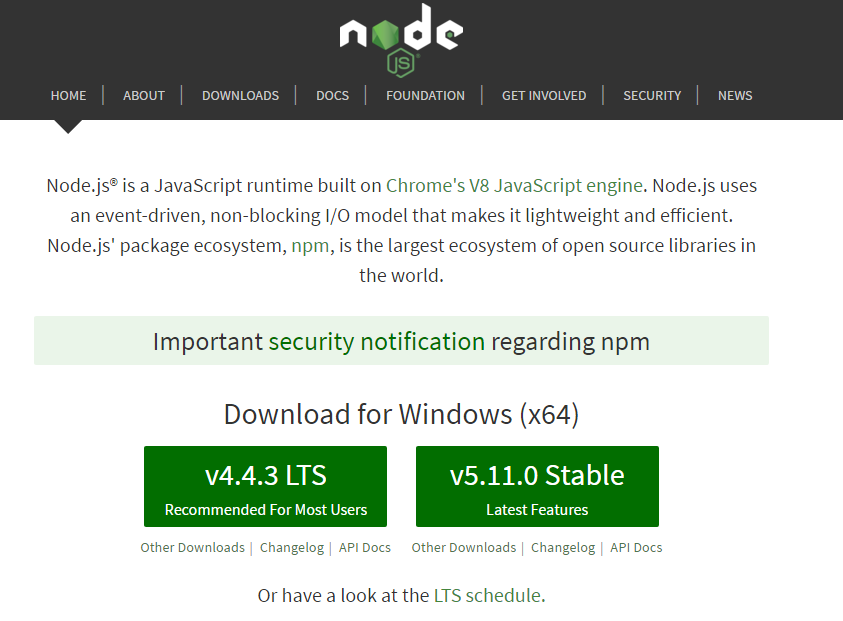 node
JS
HOME | ABOUT | DOWNLOADS | DOCS | FOUNDATION | GET INVOLVED | SECURITY | NEWS
Node.js® is a JavaScript runtime built on Chrome's V8 JavaScript engine. Node.js uses
an event-driven, non-blocking I/O model that makes it lightweight and efficient.
Node.js' package ecosystem, npm, is the largest ecosystem of open source libraries in
the world.
Important security notification regarding npm
Download for Windows (x64)
v4.4.3 LTS
Recommended For Most Users
v5.11.0 Stable
Latest Features
Other Downloads | Changelog | API Docs
Other Downloads | Changelog | API Docs
Or have a look at the LTS schedule.